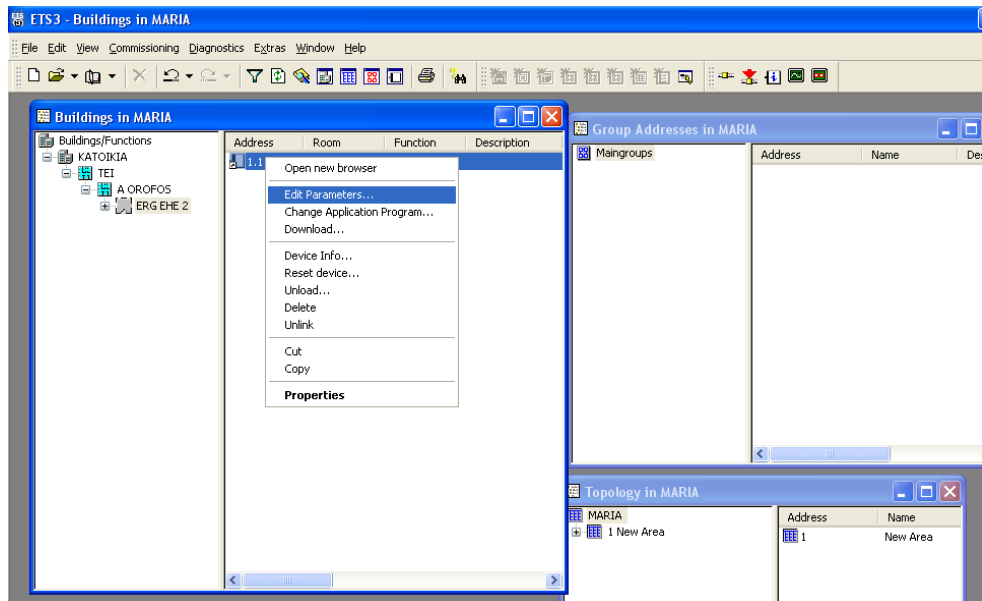 ETS3 - Buildings in MARIA
File Edit View Commissioning Diagnostics Extras Window Help
Buildings in MARIA
Buildings/Functions
KATOIKIA
TEI
A OROFOS
ERG EHE 2
Address Room Function Description
1.1
Open new browser
Edit Parameters...
Change Application Program...
Download...
Device Info...
Reset device...
Unload...
Delete
Unlink
Cut
Copy
Properties
Group Addresses in MARIA
Maingroups
Address Name Des
Topology in MARIA
MARIA
1 New Area
Address Name
1 New Area